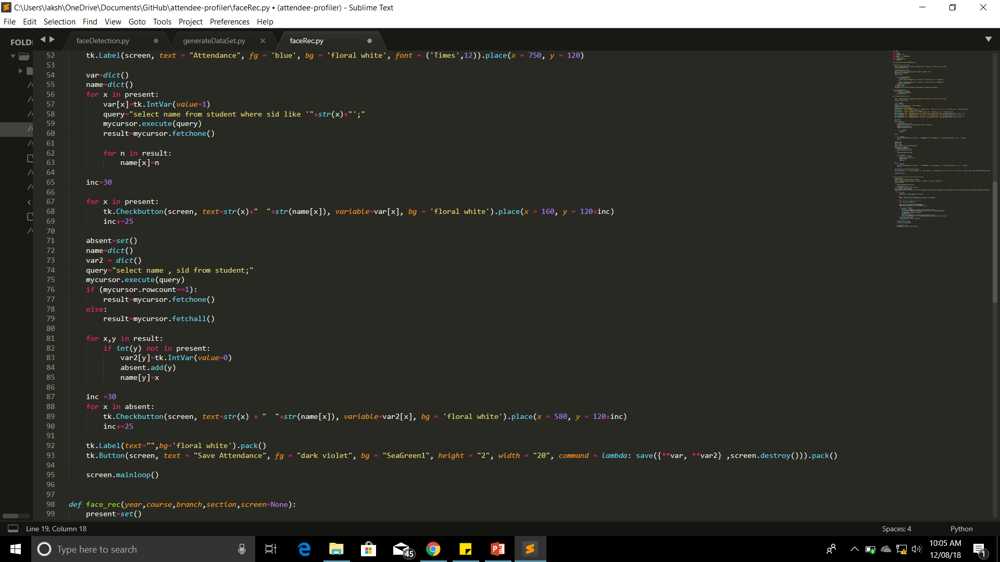 C:\Users\laksh\OneDrive\Documents\GitHub\attendee-profiler\faceRec.py • (attendee-profiler) - Sublime Text
File Edit Selection Find View Goto Tools Project Preferences Help
FOLD
faceDetection.py generateDataSet.py × faceRec.py
52 tk.Label(screen, text = "Attendance", fg = 'blue', bg = 'floral white', font = ('Times',12)).place(x = 750, y = 120)
53
54 var=dict()
55 name=dict()
56 for x in present:
57 var[x]=tk.IntVar(value=1)
58 query="select name from student where sid like '"+str(x)+"';"
59 mycursor.execute(query)
60 result=mycursor.fetchone()
61
62 for n in result:
63 name[x]=n
64
65 inc=30
66
67 for x in present:
68 tk.Checkbutton(screen, text=str(x)+"  "+str(name[x]), variable=var[x], bg = 'floral white').place(x = 160, y = 120+inc)
69 inc+=25
70
71 absent=set()
72 name=dict()
73 var2 = dict()
74 query="select name , sid from student;"
75 mycursor.execute(query)
76 if (mycursor.rowcount==1):
77 result=mycursor.fetchone()
78 else:
79 result=mycursor.fetchall()
80
81 for x,y in result:
82 if int(y) not in present:
83 var2[y]=tk.IntVar(value=0)
84 absent.add(y)
85 name[y]=x
86
87 inc =30
88 for x in absent:
89 tk.Checkbutton(screen, text=str(x) + "  "+str(name[x]), variable=var2[x], bg = 'floral white').place(x = 580, y = 120+inc)
90 inc+=25
91
92 tk.Label(text="",bg='floral white').pack()
93 tk.Button(screen, text = "Save Attendance", fg = "dark violet", bg = "SeaGreen1", height = "2", width = "20", command = lambda: save({**var, **var2} ,screen.destroy())).pack()
94
95 screen.mainloop()
96
97
98 def face_rec(year,course,branch,section,screen=None):
99 present=set()
Line 19, Column 18 Spaces: 4 Python
Type here to search 45 10:05 AM
12/08/18 1